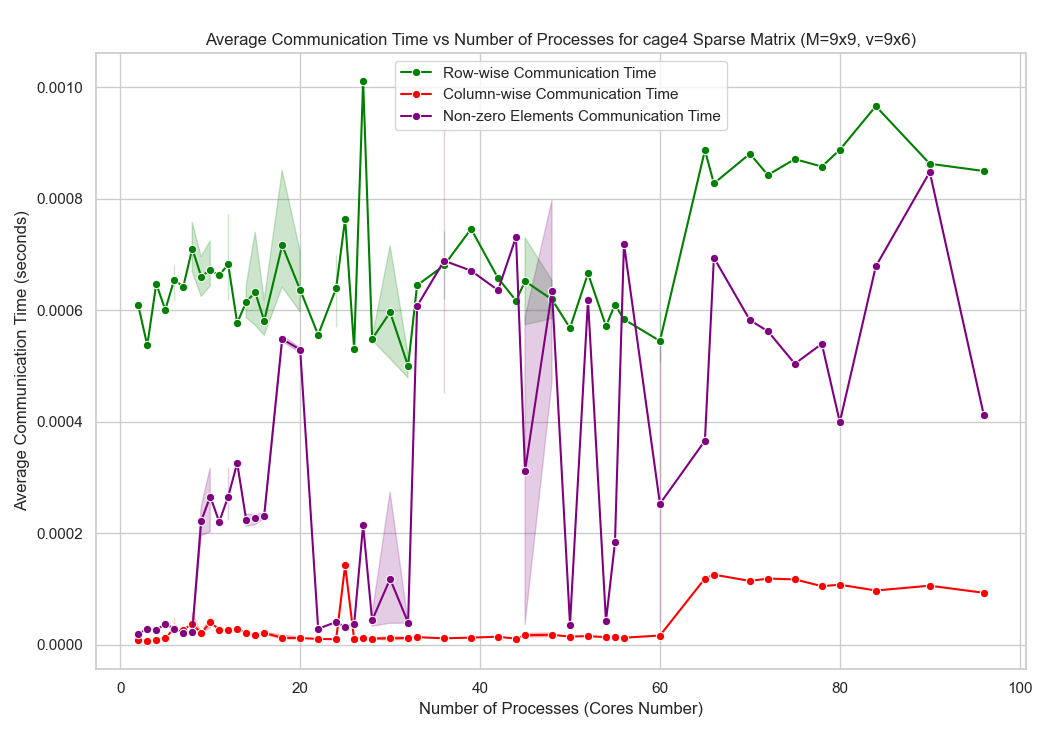 Average Communication Time vs Number of Processes for cage4 Sparse Matrix (M=9x9, v=9x6)
Row-wise Communication Time
Column-wise Communication Time
Non-zero Elements Communication Time
Average Communication Time (seconds)
0.0010
0.0008
0.0006
0.0004
0.0002
0.0000
0 20 40 60 80 100
Number of Processes (Cores Number)